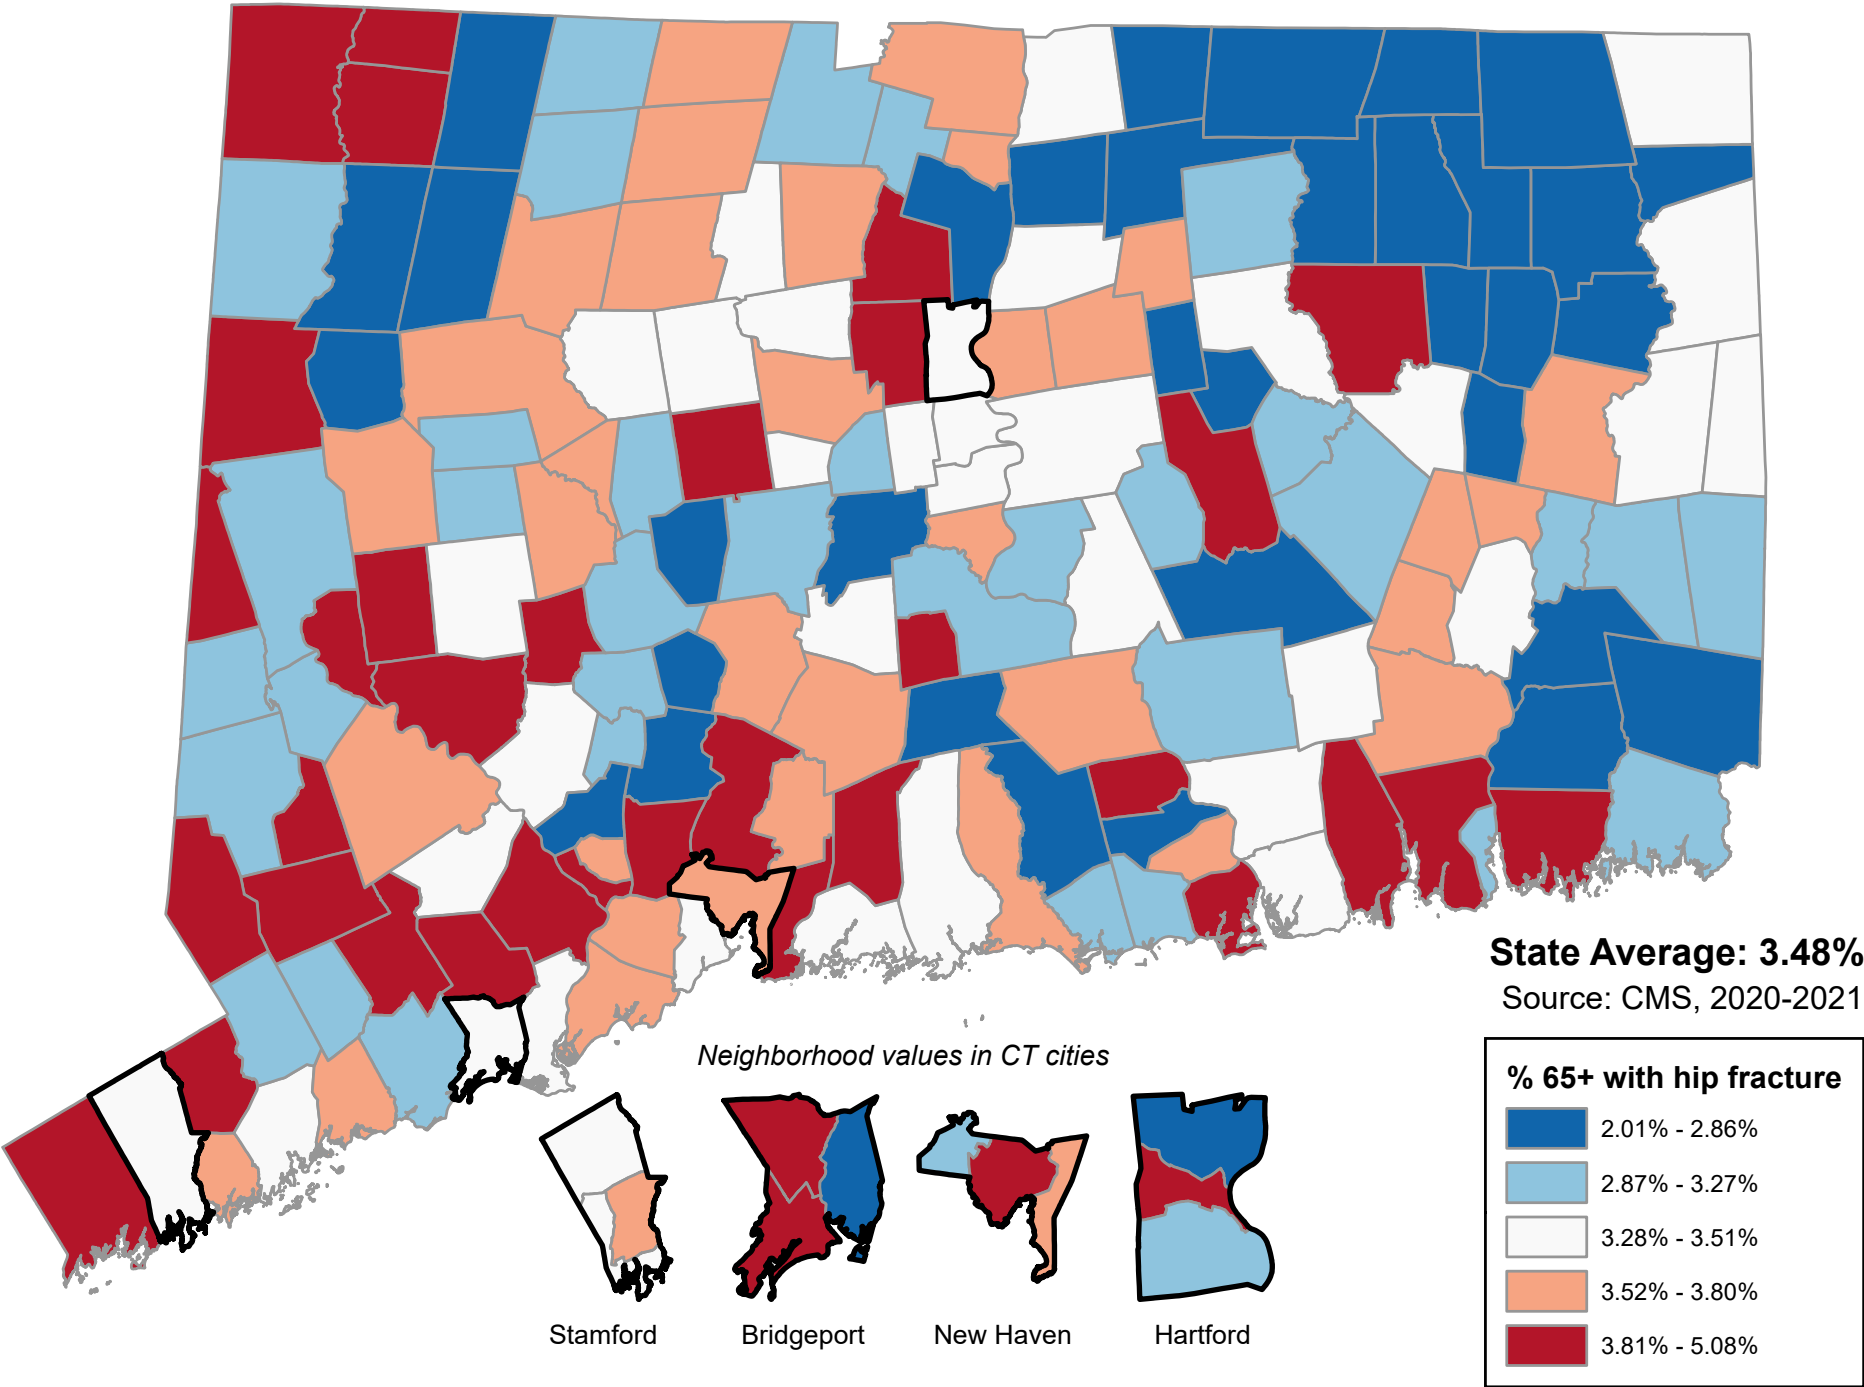 State Average: 3.48%
Source: CMS, 2020-2021
Neighborhood values in CT cities
% 65+ with hip fracture
2.01% - 2.86%
2.87% - 3.27%
3.28% - 3.51%
3.52% - 3.80%
3.81% - 5.08%
Stamford
Bridgeport
New Haven
Hartford